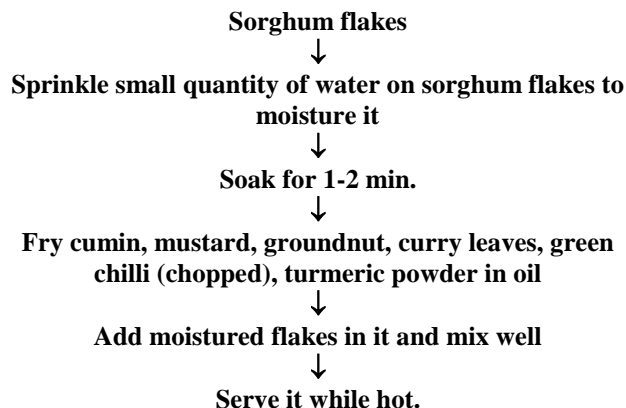 Sorghum flakes
↓
Sprinkle small quantity of water on sorghum flakes to
moisture it
↓
Soak for 1-2 min.
↓
Fry cumin, mustard, groundnut, curry leaves, green
chilli (chopped), turmeric powder in oil
↓
Add moistured flakes in it and mix well
↓
Serve it while hot.